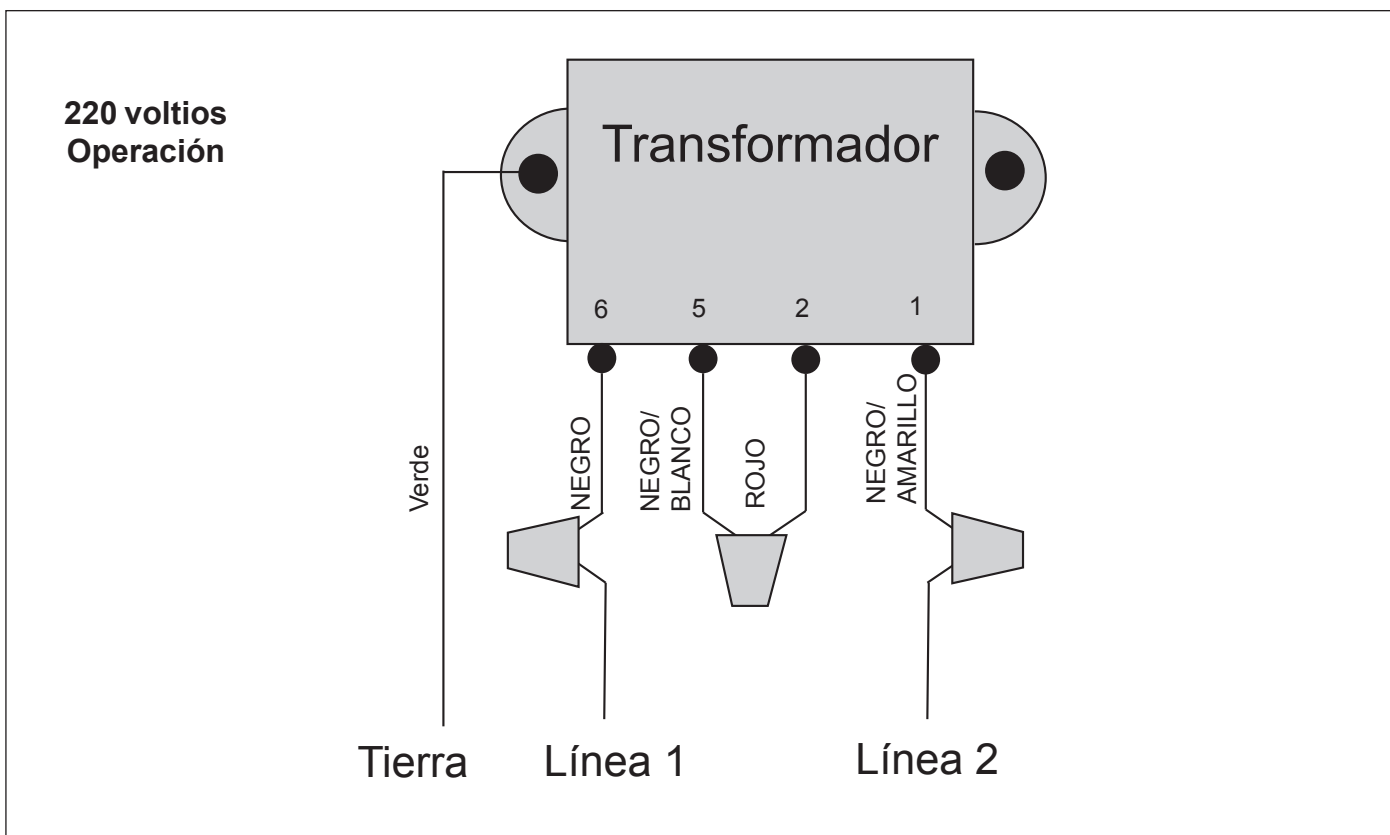 220 voltios
Operación
Transformador
6
5
2
1
NEGRO
NEGRO/
BLANCO
ROJO
NEGRO/
AMARILLO
Verde
Tierra
Línea 1
Línea 2